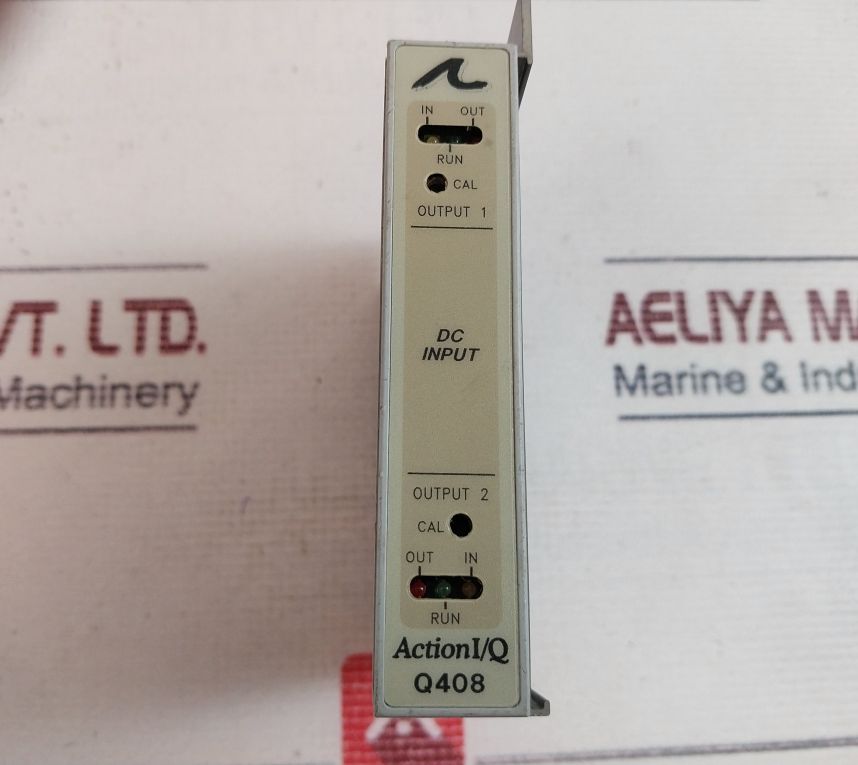 IN OUT
RUN
CAL
OUTPUT 1
DC
INPUT
OUTPUT 2
CAL
OUT IN
RUN
ActionI/Q
Q408
VT. LTD.
Machinery
AELIYA MA
Marine & Ind